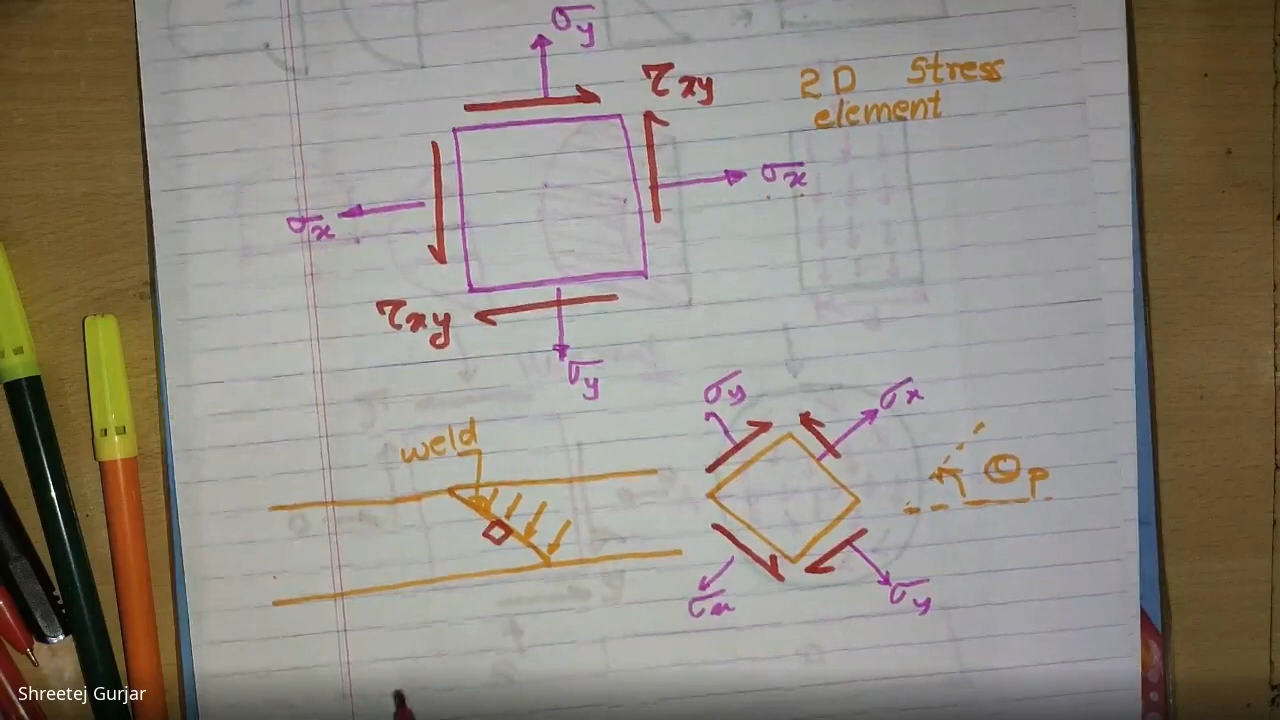 σy
τxy
2D stress
element
σx
σx
τxy
σy
σy
σx
weld
θp
σx
σy
Shreetej Gurjar